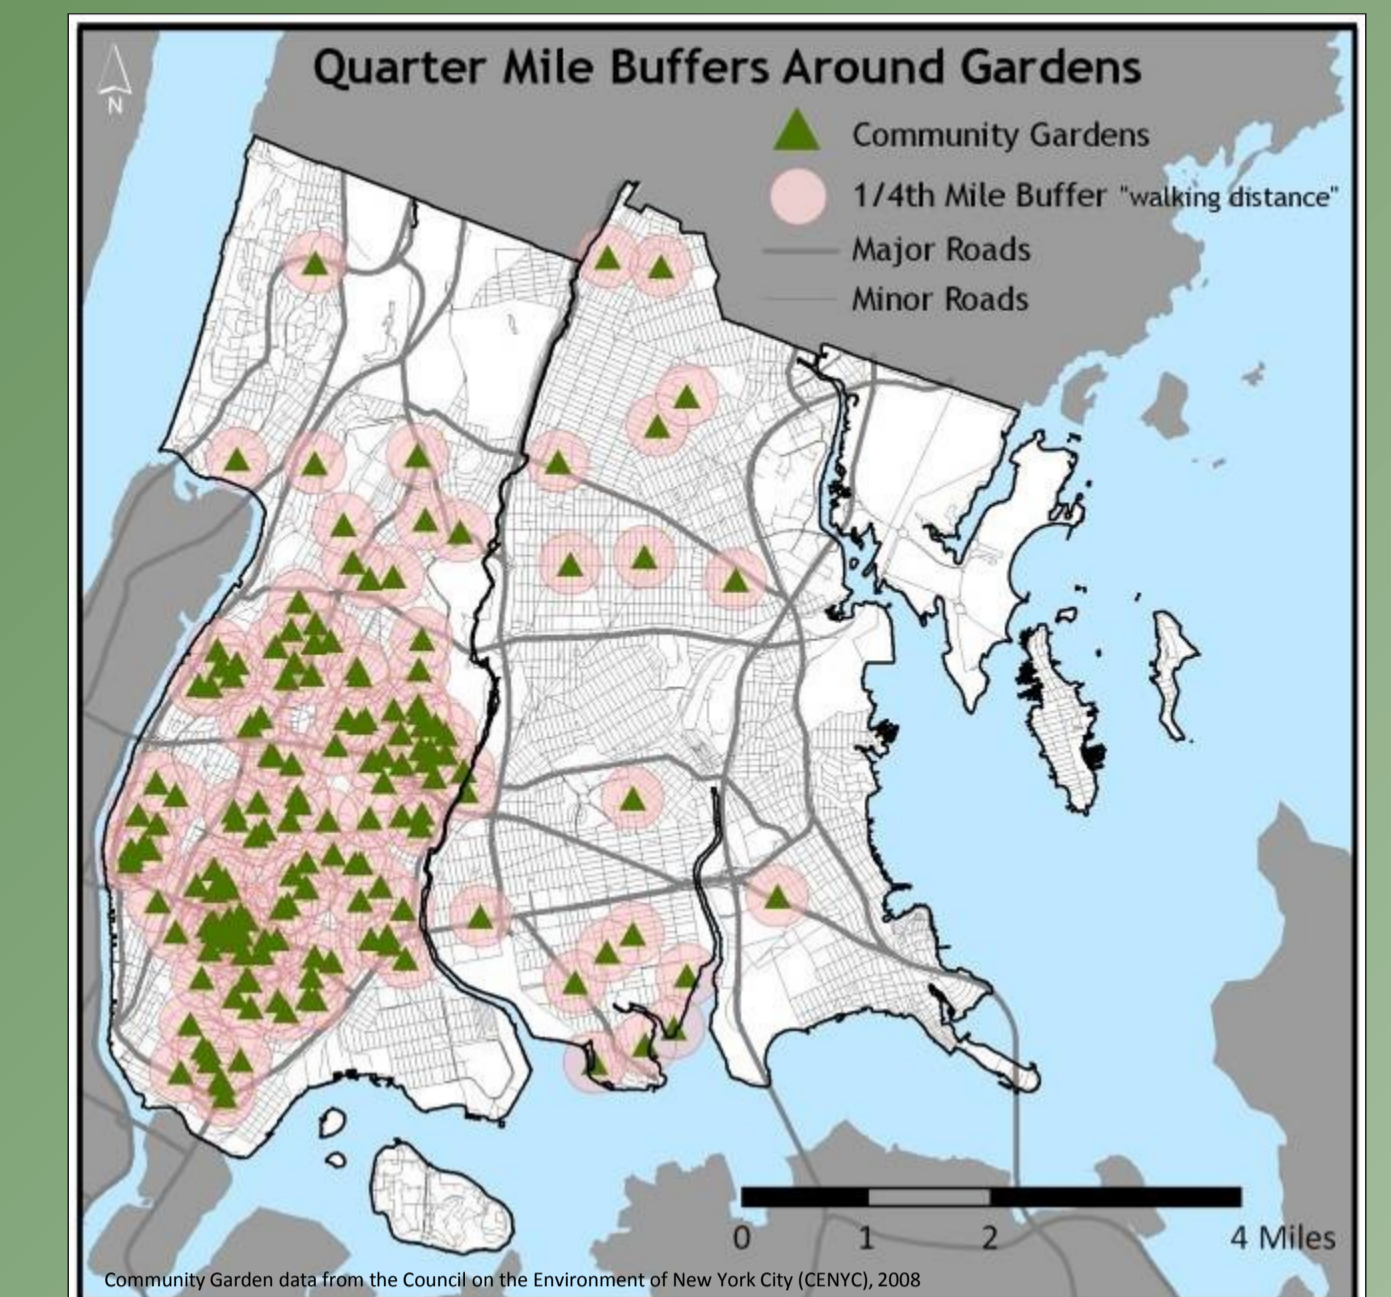 Quarter Mile Buffers Around Gardens
N
Community Gardens
1/4th Mile Buffer "walking distance"
Major Roads
Minor Roads
0 1 2 4 Miles
Community Garden data from the Council on the Environment of New York City (CENYC), 2008